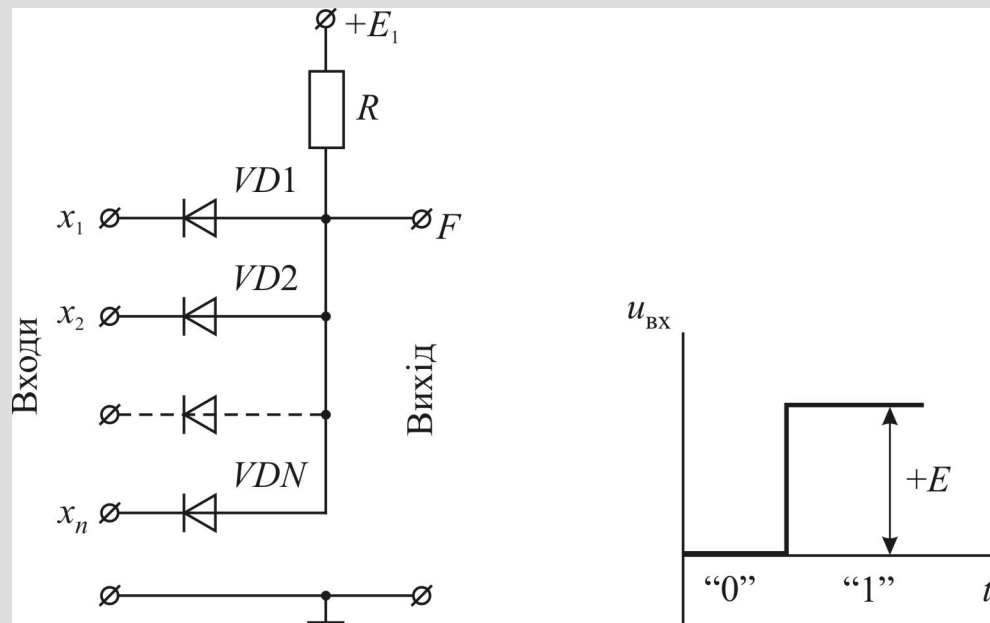 +E₁
R
VD1
x₁
F
VD2
x₂
Входи
Вихід
VDN
xₙ
uвх
+E
“0”
“1”
t